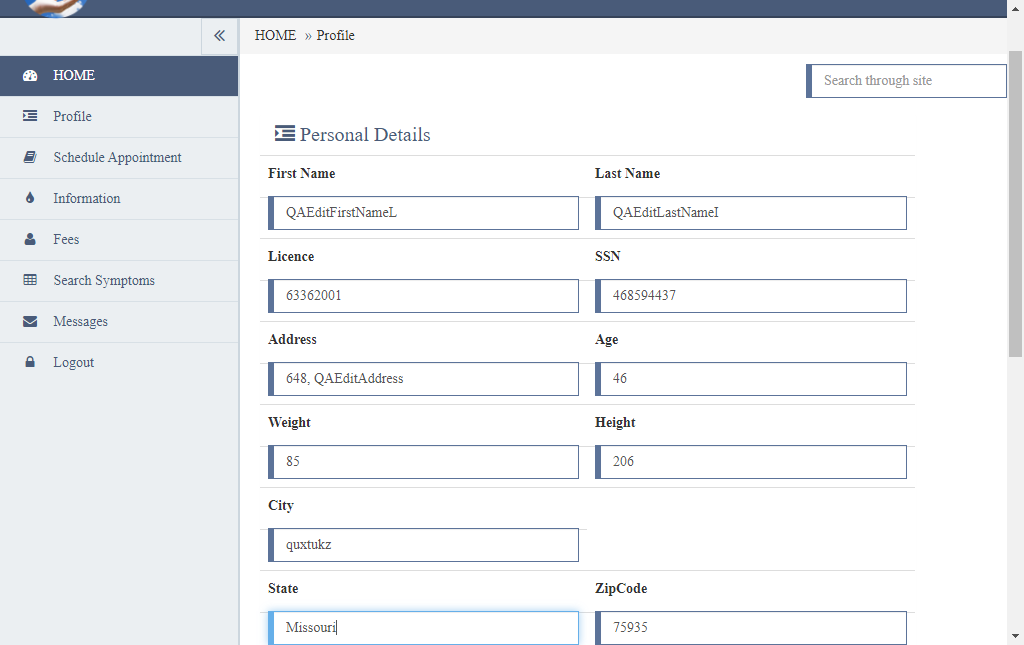 HOME » Profile
HOME
Profile
Schedule Appointment
Information
Fees
Search Symptoms
Messages
Logout
Search through site
Personal Details
First Name Last Name
QAEditFirstNameL QAEditLastNameI
Licence SSN
63362001 468594437
Address Age
648, QAEditAddress 46
Weight Height
85 206
City
quxtukz
State ZipCode
Missouri 75935